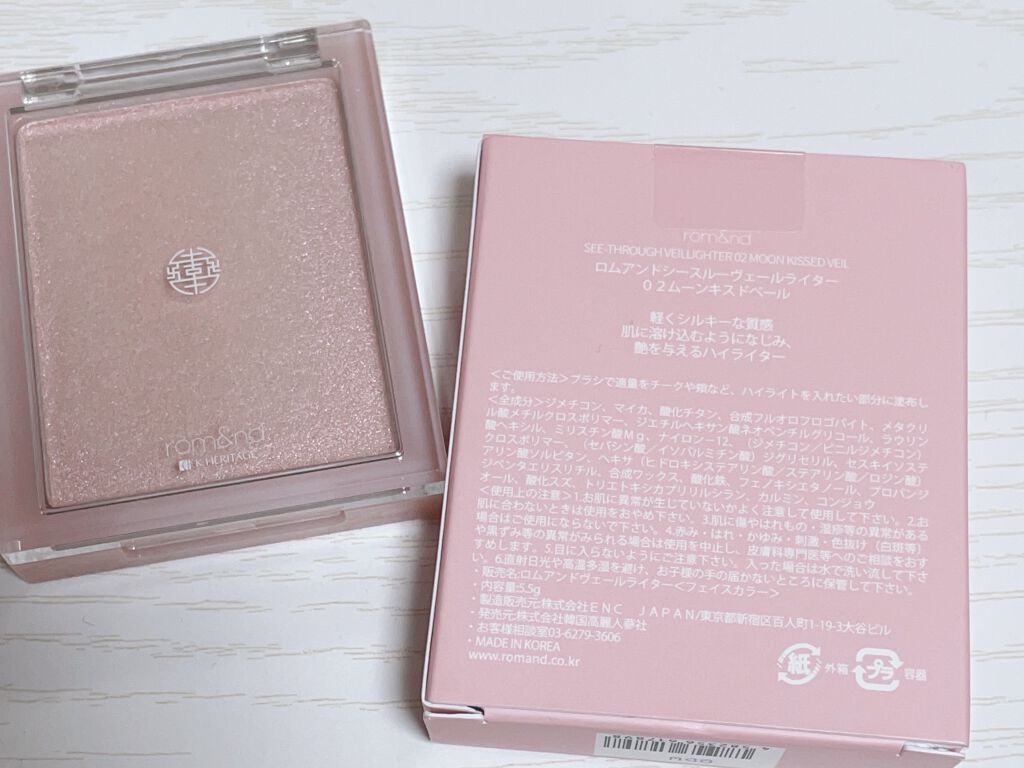 rom&nd
K HERITAGE
rom&nd
SEE-THROUGH VEILLIGHTER 02 MOON KISSED VEIL
ロムアンドシースルーヴェールライター
02ムーンキスドベール
軽くシルキーな質感
肌に溶け込むようになじみ、
艶を与えるハイライター
＜ご使用方法＞ブラシで適量をチークや頬など、ハイライトを入れたい部分に塗布し
ます。
＜全成分＞ジメチコン、マイカ、酸化チタン、合成フルオロフロゴパイト、メタクリ
ル酸メチルクロスポリマー、ジエチルヘキサン酸ネオペンチルグリコール、ラウリン
酸ヘキシル、ミリスチン酸Ｍｇ、ナイロン－12、（ジメチコン/ビニルジメチコン）
クロスポリマー、（セバシン酸/イソパルミチン酸）ジグリセリル、セスキイソステ
アリン酸ソルビタン、ヘキサ（ヒドロキシステアリン酸/ステアリン酸/ロジン酸）
ジペンタエリスリチル、合成ワックス、酸化鉄、フェノキシエタノール、プロパンジ
オール、酸化スズ、トリエトキシカプリリルシラン、カルミン、コンジョウ
＜使用上の注意＞1.お肌に異常が生じていないかよく注意して使用して下さい。2.お
肌に合わないときは使用をおやめ下さい。3.肌に傷やはれもの・湿疹等の異常がある
場合はご使用にならないで下さい。4.赤み・はれ・かゆみ・刺激・色抜け（白斑等）
や黒ずみ等の異常がみられる場合は使用を中止し、皮膚科専門医等へのご相談をおす
すめします。5.目に入らないようにご注意下さい。入った場合は水で洗い流して下さ
い。6.直射日光や高温多湿を避け、お子様の手の届かないところに保管して下さい。
・販売名:ロムアンドヴェールライター＜フェイスカラー＞
・内容量:5.5g
・製造販売元:株式会社ＥＮＣ　ＪＡＰＡＮ/東京都新宿区百人町1-19-3大谷ビル
・発売元:株式会社韓国高麗人参社
・お客様相談室03-6279-3606
・MADE IN KOREA
www.romand.co.kr
紙 外箱 プラ 容器